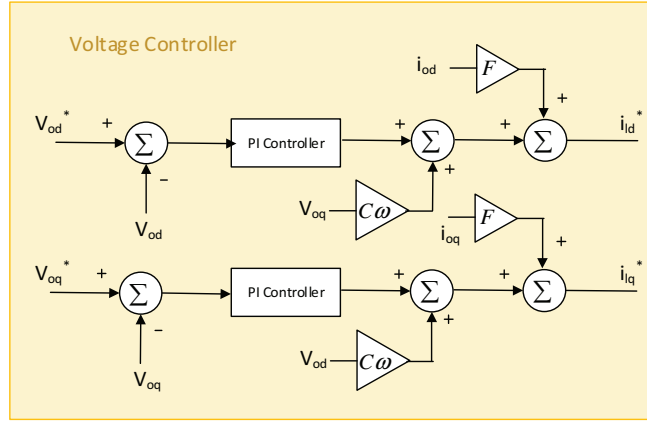 Voltage Controller
i_od F +
V_od* + Σ PI Controller + Σ + Σ i_ld*
− +
V_od V_oq Cω
i_oq F +
V_oq* + Σ PI Controller + Σ + Σ i_lq*
− +
V_oq V_od Cω